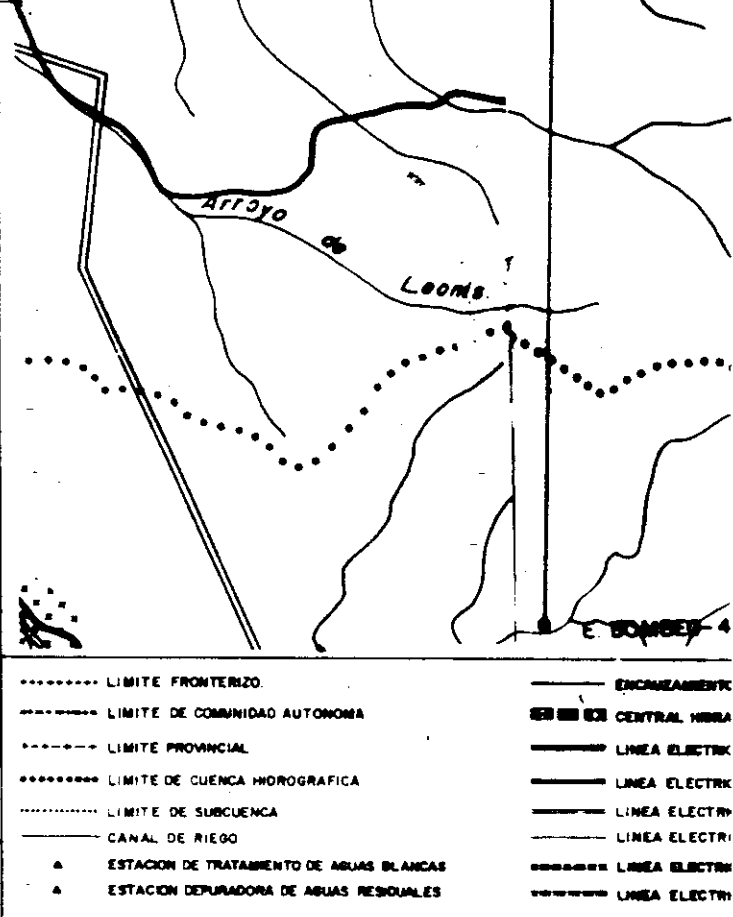 Arroyo
de
Leonis.
E. BOMBEO-4
LIMITE FRONTERIZO.
LIMITE DE COMUNIDAD AUTONOMA
LIMITE PROVINCIAL
LIMITE DE CUENCA HIDROGRAFICA
LIMITE DE SUBCUENCA
CANAL DE RIEGO
ESTACION DE TRATAMIENTO DE AGUAS BLANCAS
ESTACION DEPURADORA DE AGUAS RESIDUALES
ENCAUZAMIENTO
CENTRAL HIDRA
LINEA ELECTRIC
LINEA ELECTRIC
LINEA ELECTRI
LINEA ELECTRI
LINEA ELECTRI
LINEA ELECTRI